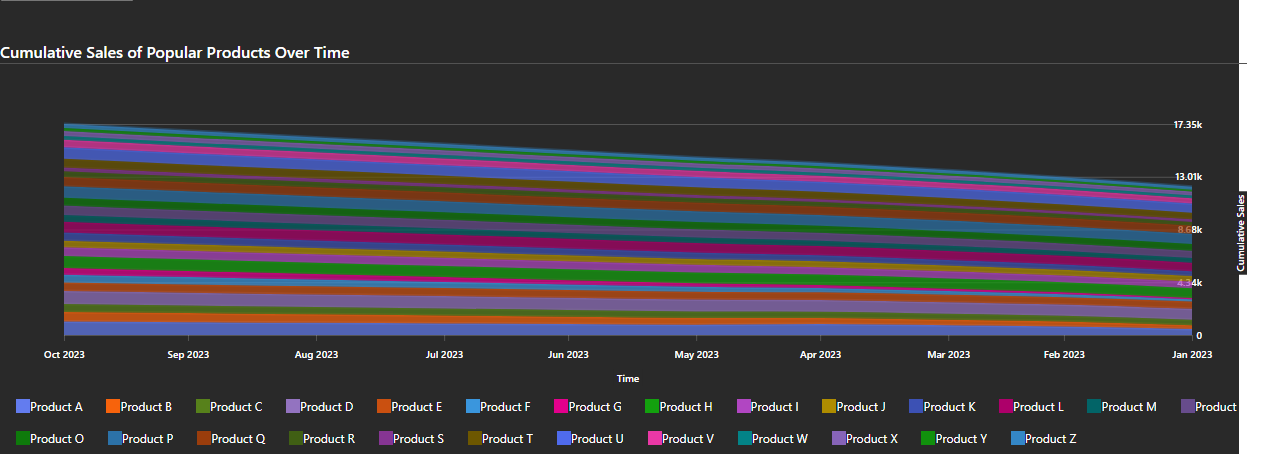 Cumulative Sales of Popular Products Over Time
17.35k
13.01k
8.68k
4.34k
0
Cumulative Sales
Oct 2023 Sep 2023 Aug 2023 Jul 2023 Jun 2023 May 2023 Apr 2023 Mar 2023 Feb 2023 Jan 2023
Time
Product A Product B Product C Product D Product E Product F Product G Product H Product I Product J Product K Product L Product M Product
Product O Product P Product Q Product R Product S Product T Product U Product V Product W Product X Product Y Product Z